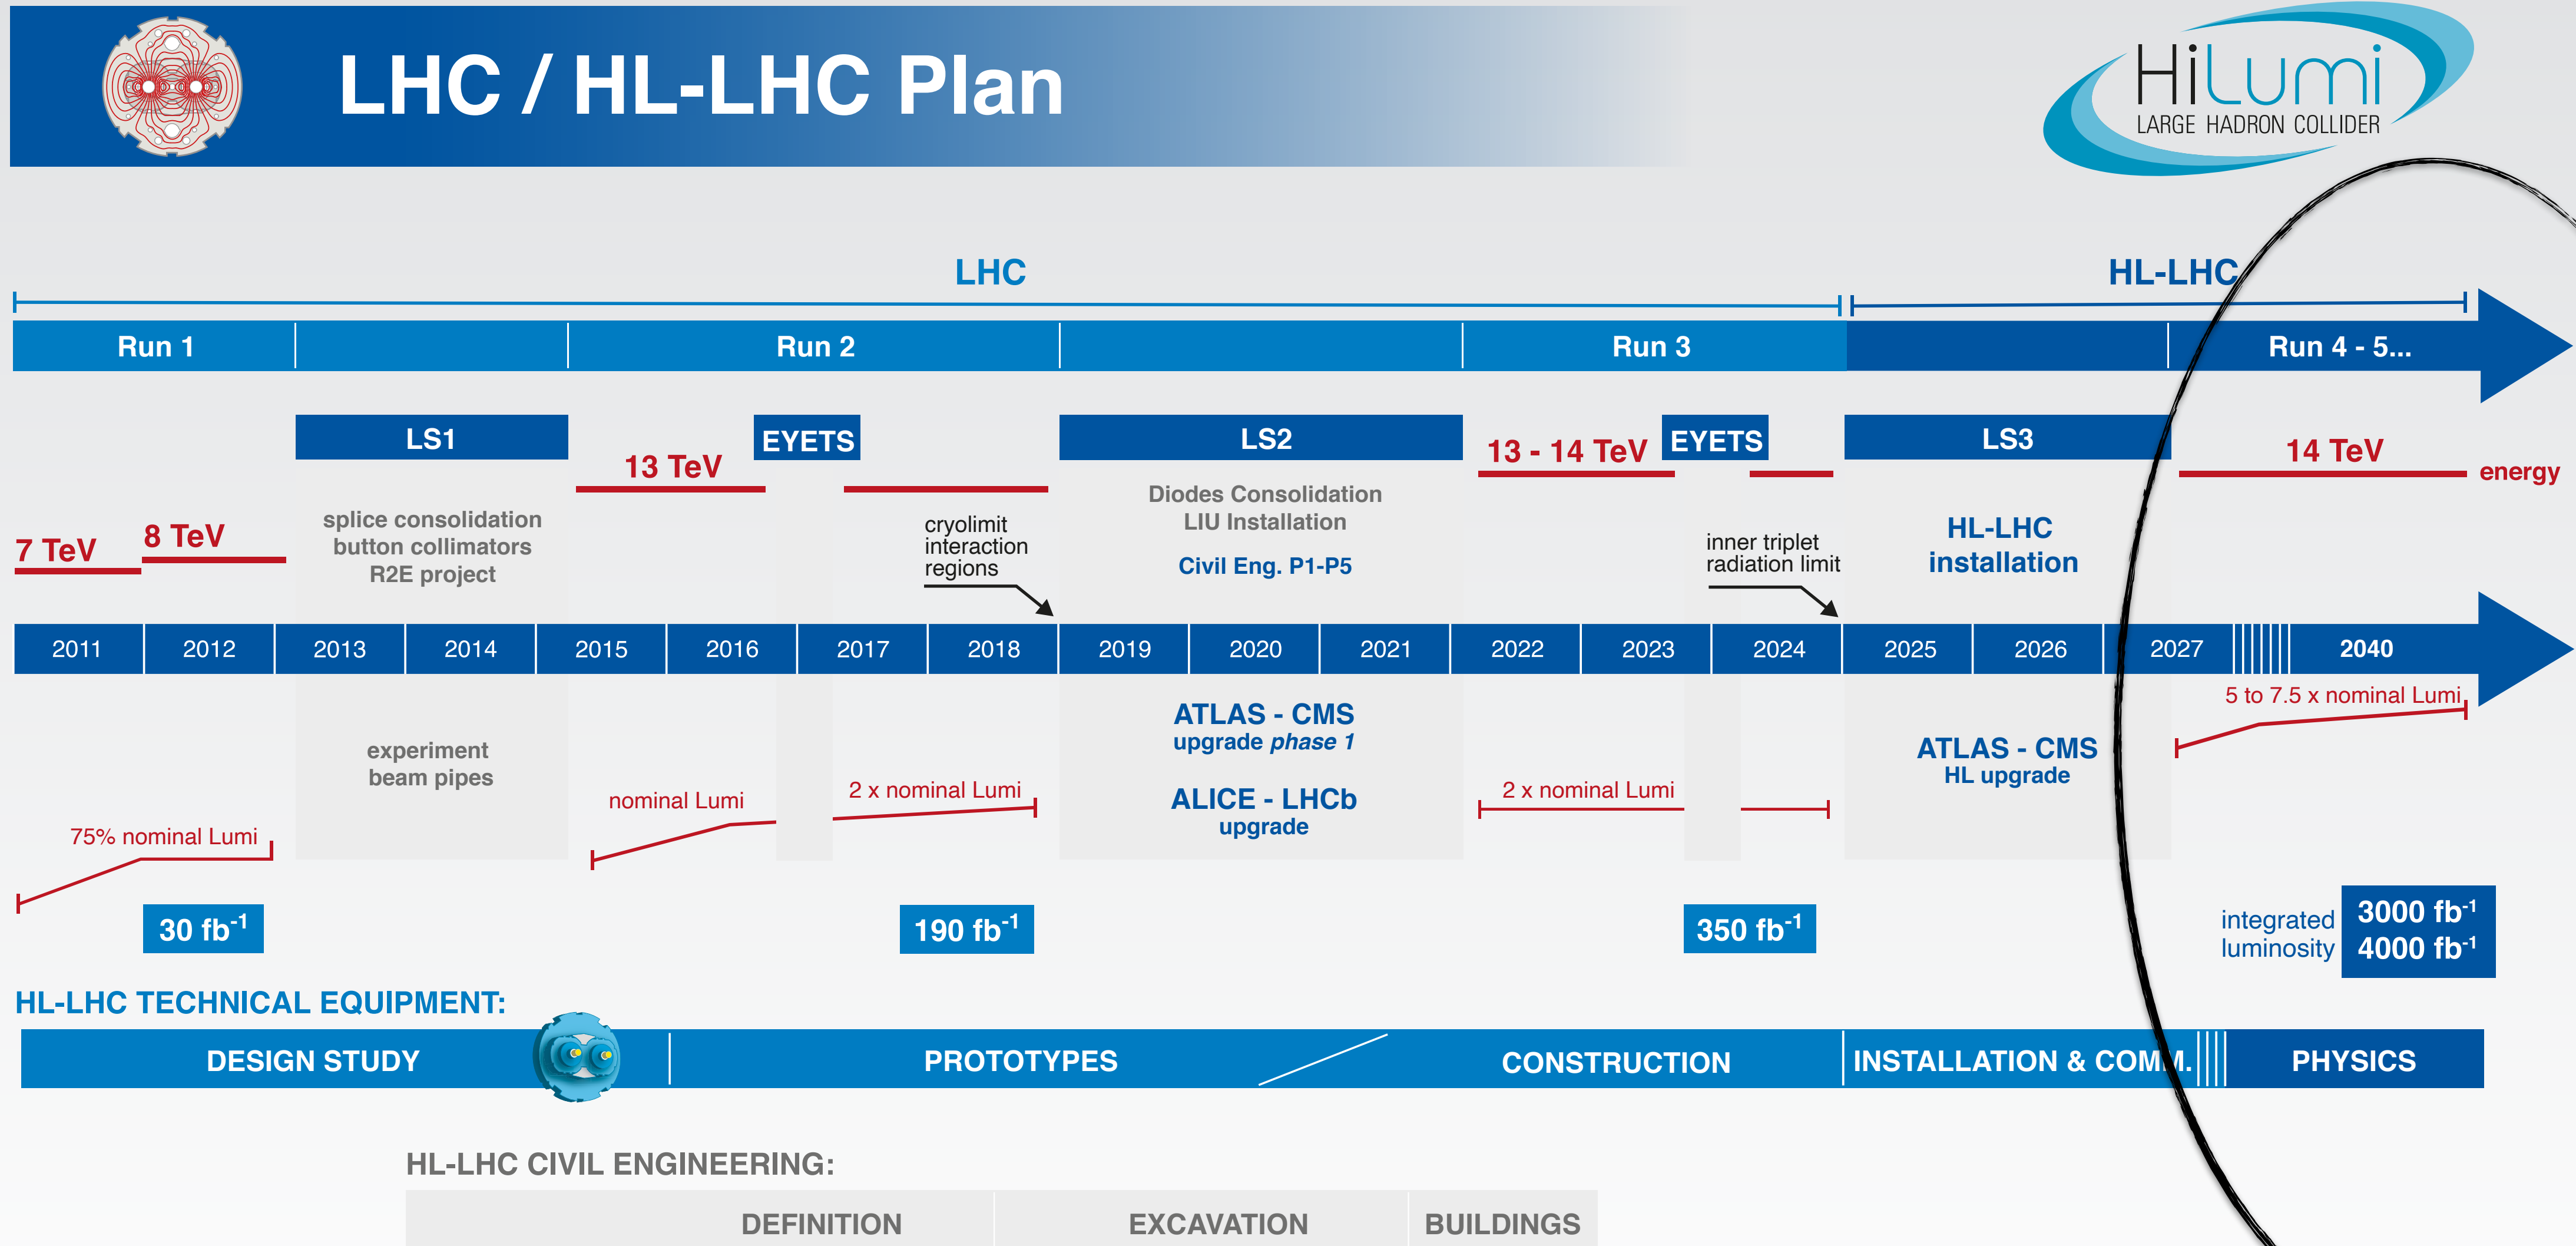 LHC / HL-LHC Plan
HiLumi
LARGE HADRON COLLIDER
LHC
HL-LHC
Run 1
Run 2
Run 3
Run 4 - 5...
LS1
EYETS
LS2
EYETS
LS3
13 TeV
13 - 14 TeV
14 TeV
energy
7 TeV
8 TeV
splice consolidation
button collimators
R2E project
cryolimit
interaction
regions
Diodes Consolidation
LIU Installation
Civil Eng. P1-P5
inner triplet
radiation limit
HL-LHC
installation
2011
2012
2013
2014
2015
2016
2017
2018
2019
2020
2021
2022
2023
2024
2025
2026
2027
2040
5 to 7.5 x nominal Lumi
experiment
beam pipes
ATLAS - CMS
upgrade phase 1
ALICE - LHCb
upgrade
ATLAS - CMS
HL upgrade
75% nominal Lumi
nominal Lumi
2 x nominal Lumi
2 x nominal Lumi
30 fb⁻¹
190 fb⁻¹
350 fb⁻¹
integrated
luminosity
3000 fb⁻¹
4000 fb⁻¹
HL-LHC TECHNICAL EQUIPMENT:
DESIGN STUDY
PROTOTYPES
CONSTRUCTION
INSTALLATION & COMM.
PHYSICS
HL-LHC CIVIL ENGINEERING:
DEFINITION
EXCAVATION
BUILDINGS